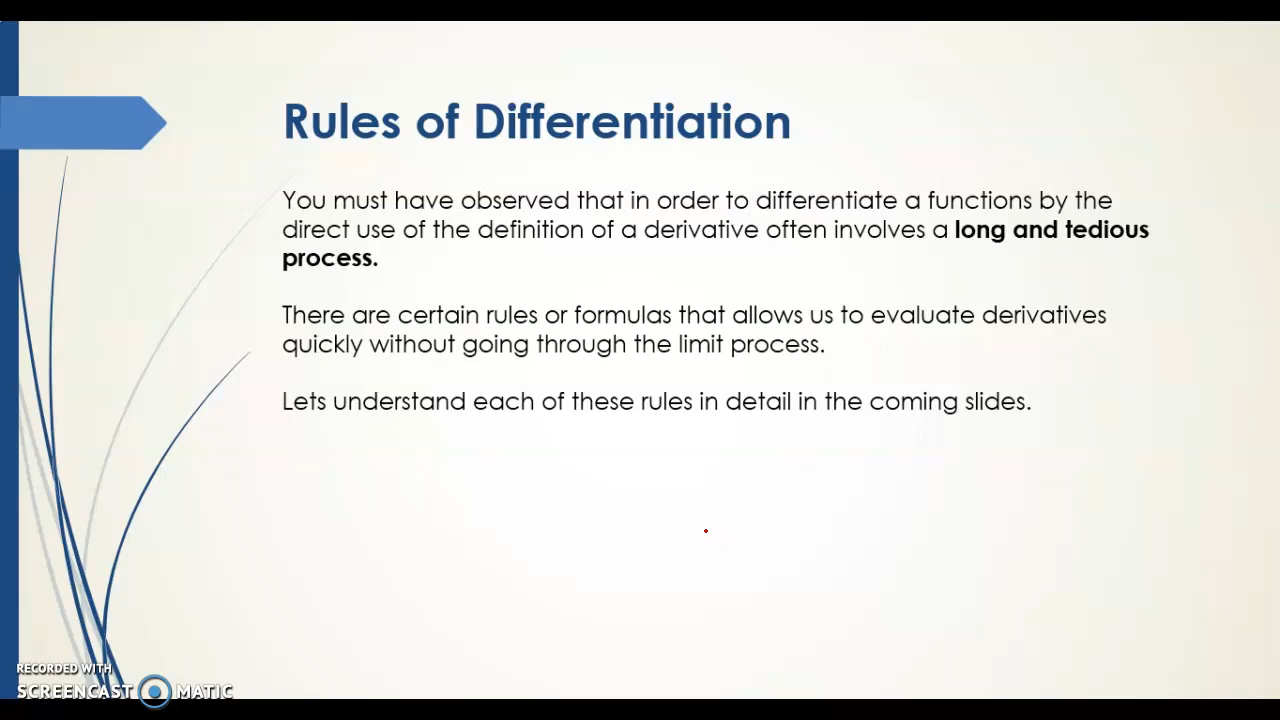 Rules of Differentiation
You must have observed that in order to differentiate a functions by the
direct use of the definition of a derivative often involves a long and tedious
process.
There are certain rules or formulas that allows us to evaluate derivatives
quickly without going through the limit process.
Lets understand each of these rules in detail in the coming slides.
RECORDED WITH
SCREENCAST MATIC